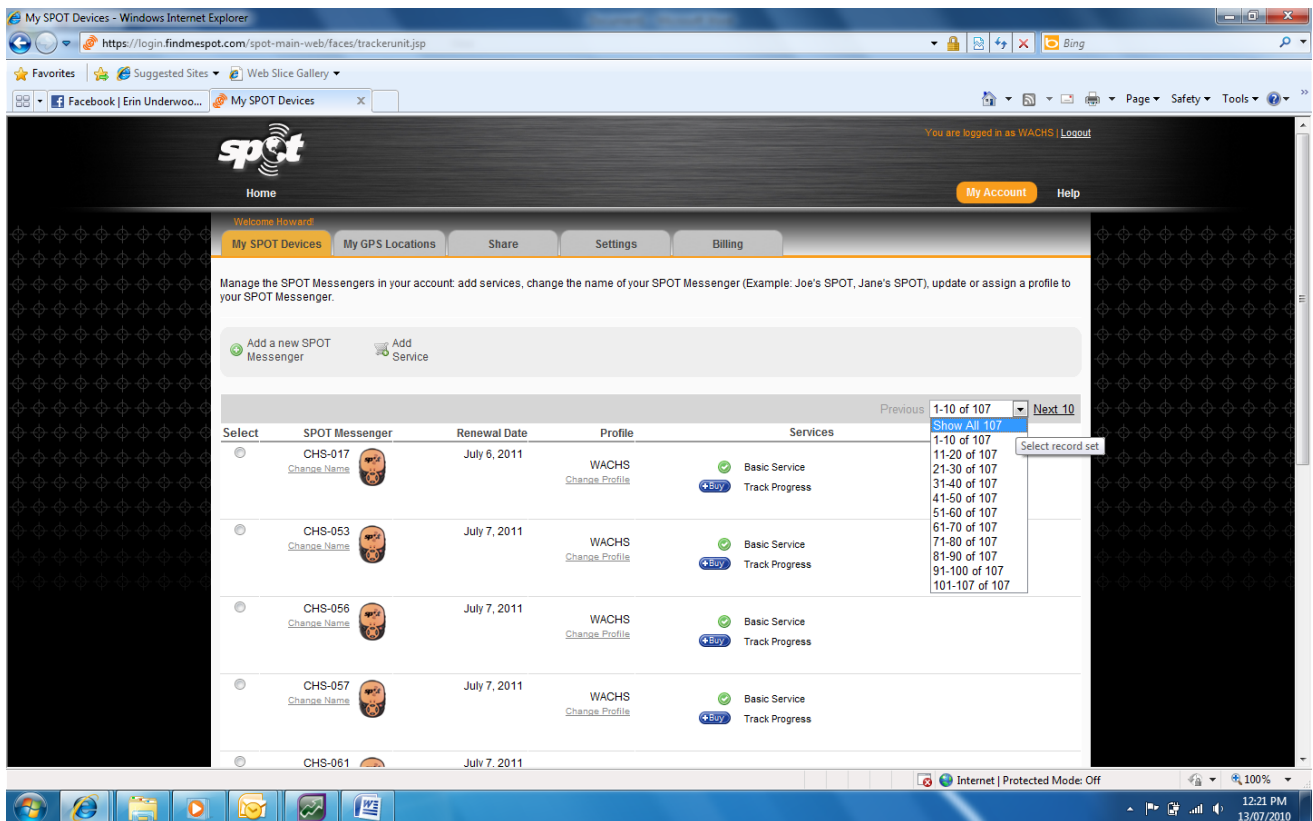 My SPOT Devices - Windows Internet Explorer
https://login.findmespot.com/spot-main-web/faces/trackerunit.jsp
Bing
Favorites Suggested Sites Web Slice Gallery
Facebook | Erin Underwoo... My SPOT Devices x Page Safety Tools
spot
You are logged in as WACHS | Logout
Home My Account Help
Welcome Howard!
My SPOT Devices My GPS Locations Share Settings Billing
Manage the SPOT Messengers in your account: add services, change the name of your SPOT Messenger (Example: Joe's SPOT, Jane's SPOT), update or assign a profile to
your SPOT Messenger.
Add a new SPOT
Messenger
Add
Service
Previous 1-10 of 107 Next 10
Show All 107
1-10 of 107
11-20 of 107
21-30 of 107
31-40 of 107
41-50 of 107
51-60 of 107
61-70 of 107
71-80 of 107
81-90 of 107
91-100 of 107
101-107 of 107
Select record set
Select SPOT Messenger Renewal Date Profile Services
CHS-017 July 6, 2011
Change Name
spot
WACHS
Change Profile
Basic Service
+Buy Track Progress
CHS-053 July 7, 2011
Change Name
spot
WACHS
Change Profile
Basic Service
+Buy Track Progress
CHS-056 July 7, 2011
Change Name
spot
WACHS
Change Profile
Basic Service
+Buy Track Progress
CHS-057 July 7, 2011
Change Name
spot
WACHS
Change Profile
Basic Service
+Buy Track Progress
CHS-061 July 7, 2011
Internet | Protected Mode: Off 100%
12:21 PM
13/07/2010